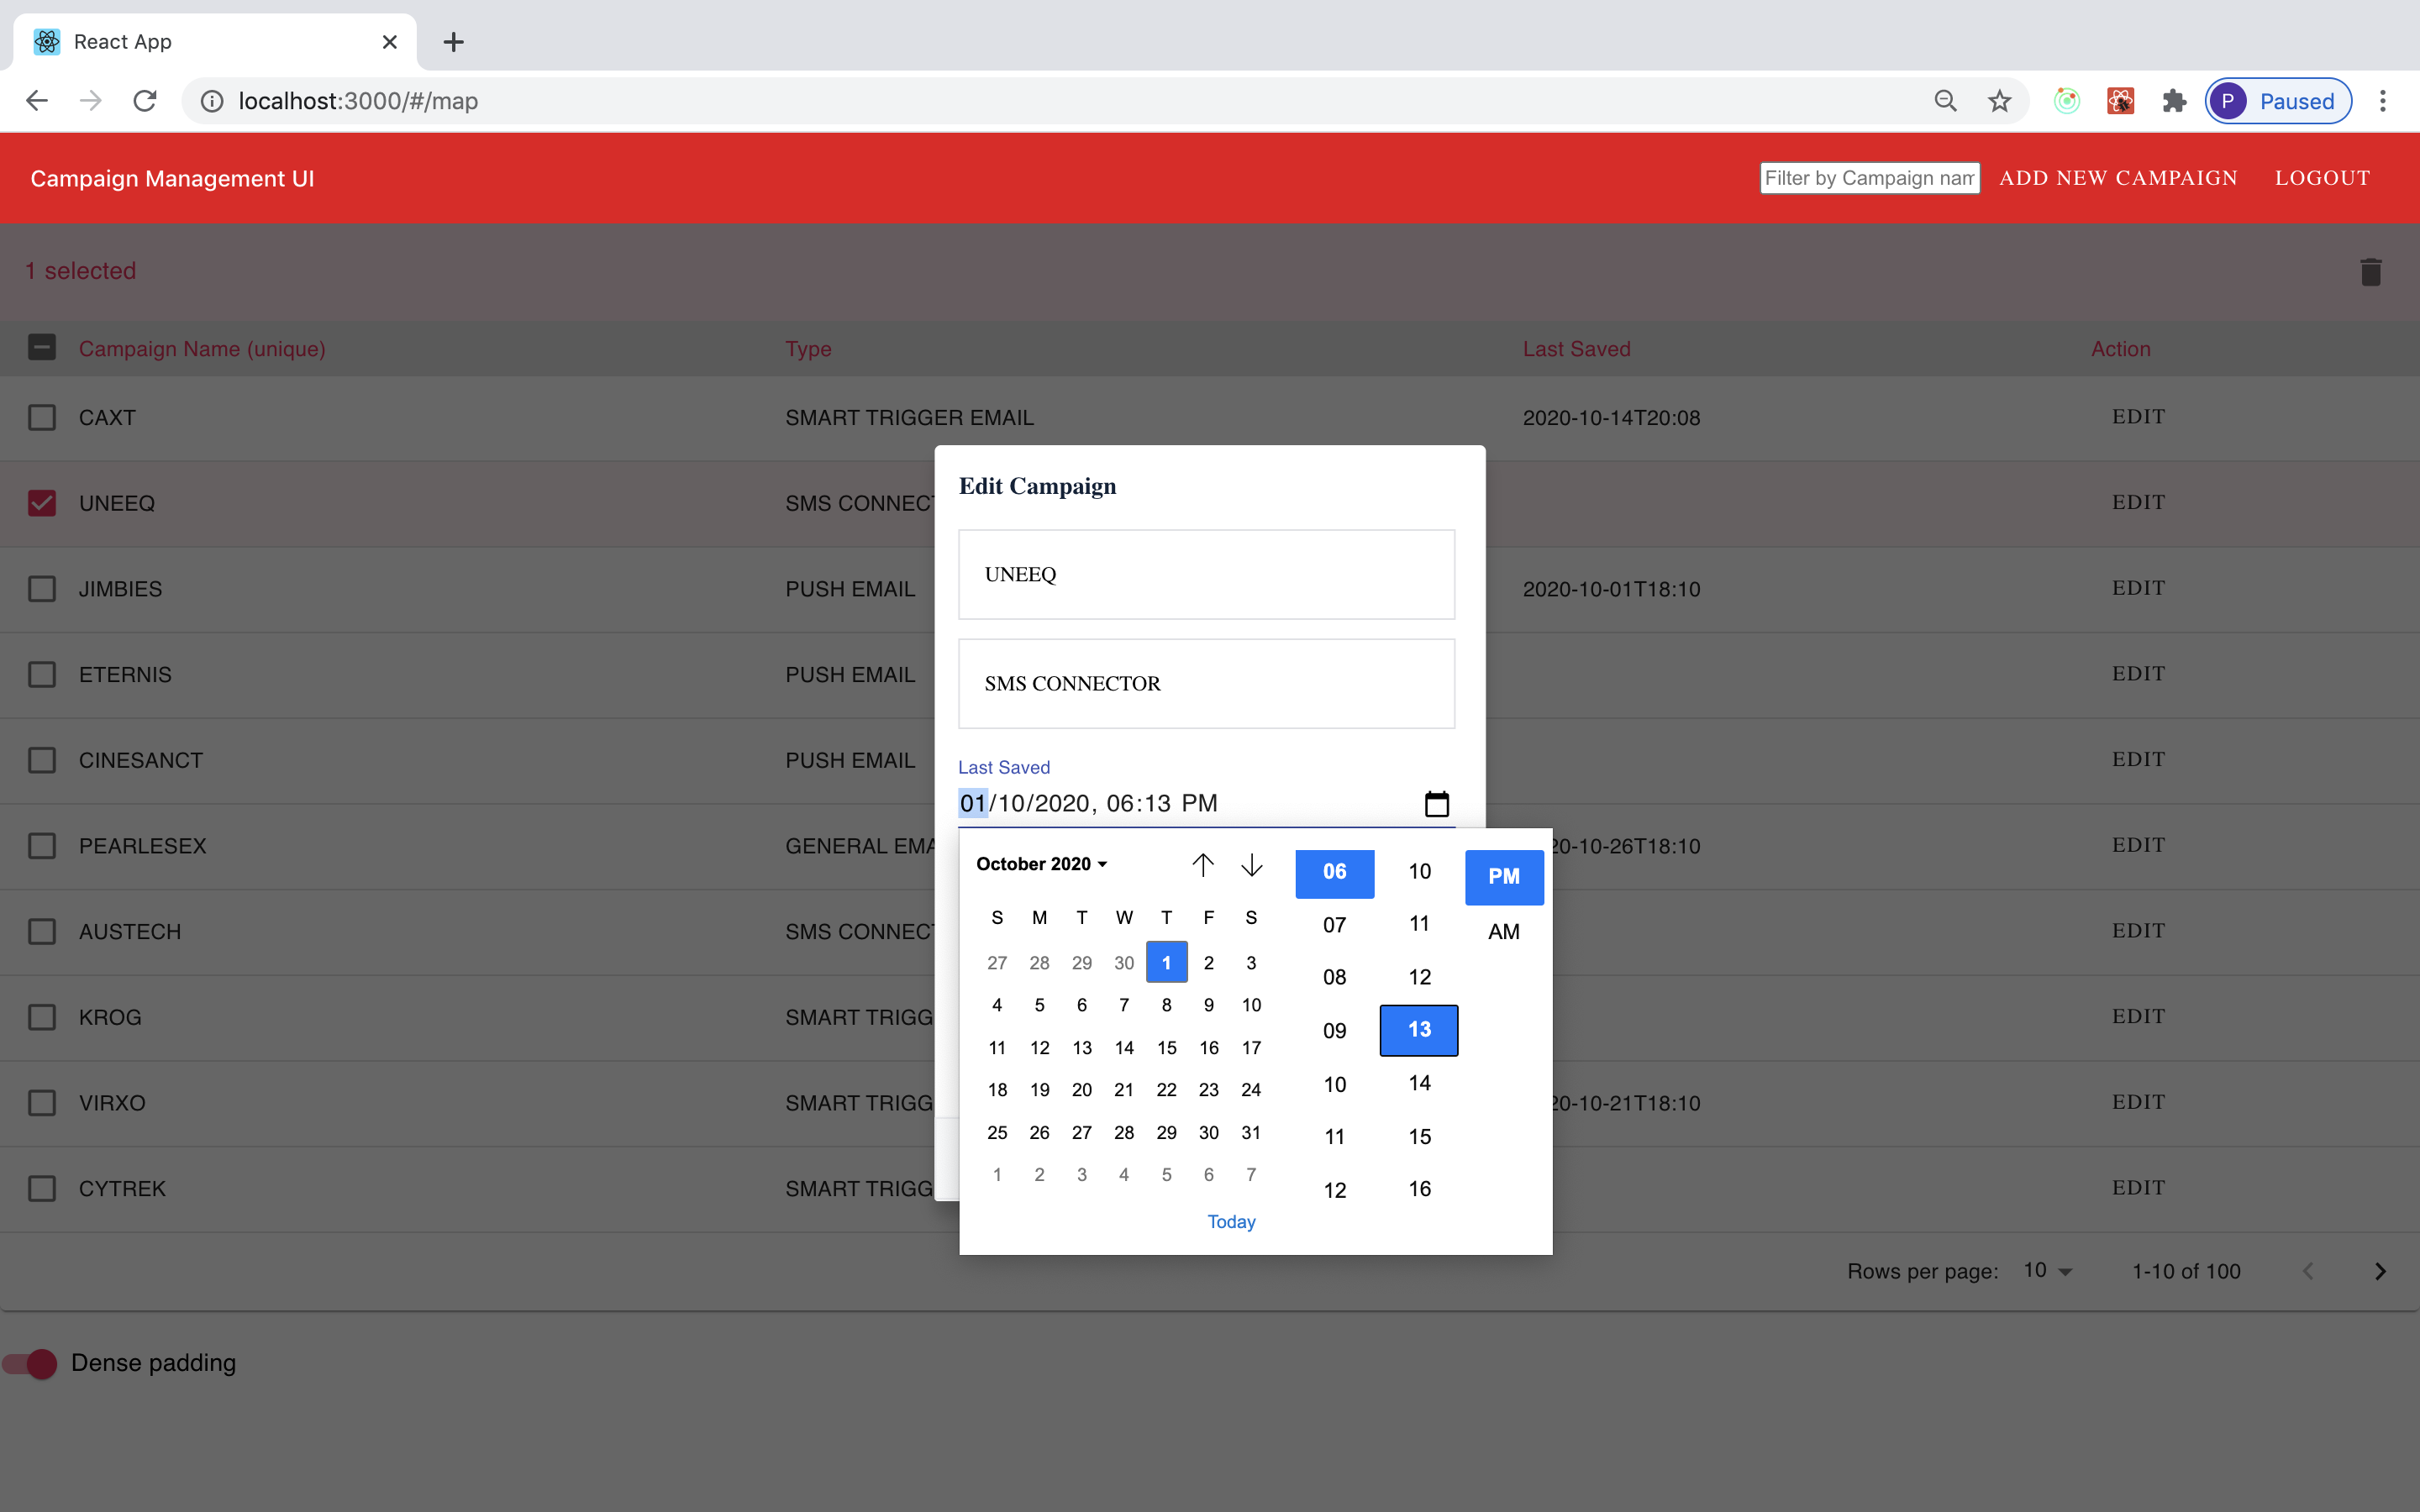 React App
localhost:3000/#/map
P Paused
Campaign Management UI
Filter by Campaign nam
ADD NEW CAMPAIGN
LOGOUT
1 selected
Campaign Name (unique) Type Last Saved Action
CAXT SMART TRIGGER EMAIL 2020-10-14T20:08 EDIT
UNEEQ SMS CONNECT EDIT
JIMBIES PUSH EMAIL 2020-10-01T18:10 EDIT
ETERNIS PUSH EMAIL EDIT
CINESANCT PUSH EMAIL EDIT
PEARLESEX GENERAL EMA 20-10-26T18:10 EDIT
AUSTECH SMS CONNECT EDIT
KROG SMART TRIGG EDIT
VIRXO SMART TRIGG 20-10-21T18:10 EDIT
CYTREK SMART TRIGG EDIT
Edit Campaign
UNEEQ
SMS CONNECTOR
Last Saved
01/10/2020, 06:13 PM
October 2020
S M T W T F S
27 28 29 30 1 2 3
4 5 6 7 8 9 10
11 12 13 14 15 16 17
18 19 20 21 22 23 24
25 26 27 28 29 30 31
1 2 3 4 5 6 7
Today
06 10 PM
07 11 AM
08 12
09 13
10 14
11 15
12 16
Rows per page: 10 1-10 of 100
Dense padding